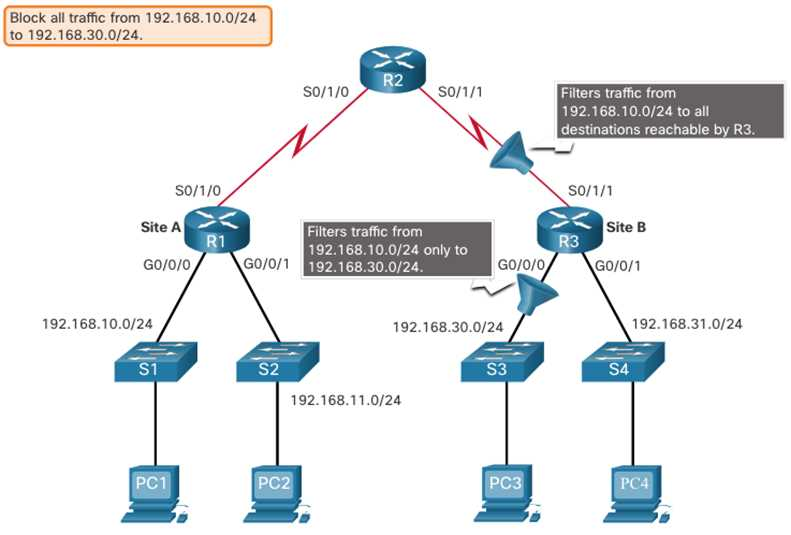 Block all traffic from 192.168.10.0/24
to 192.168.30.0/24.
R2
S0/1/0
S0/1/1
Filters traffic from
192.168.10.0/24 to all
destinations reachable by R3.
S0/1/0
S0/1/1
Site A
R1
Filters traffic from
192.168.10.0/24 only to
192.168.30.0/24.
R3
Site B
G0/0/0
G0/0/1
G0/0/0
G0/0/1
192.168.10.0/24
192.168.30.0/24
192.168.31.0/24
S1
S2
S3
S4
192.168.11.0/24
PC1
PC2
PC3
PC4